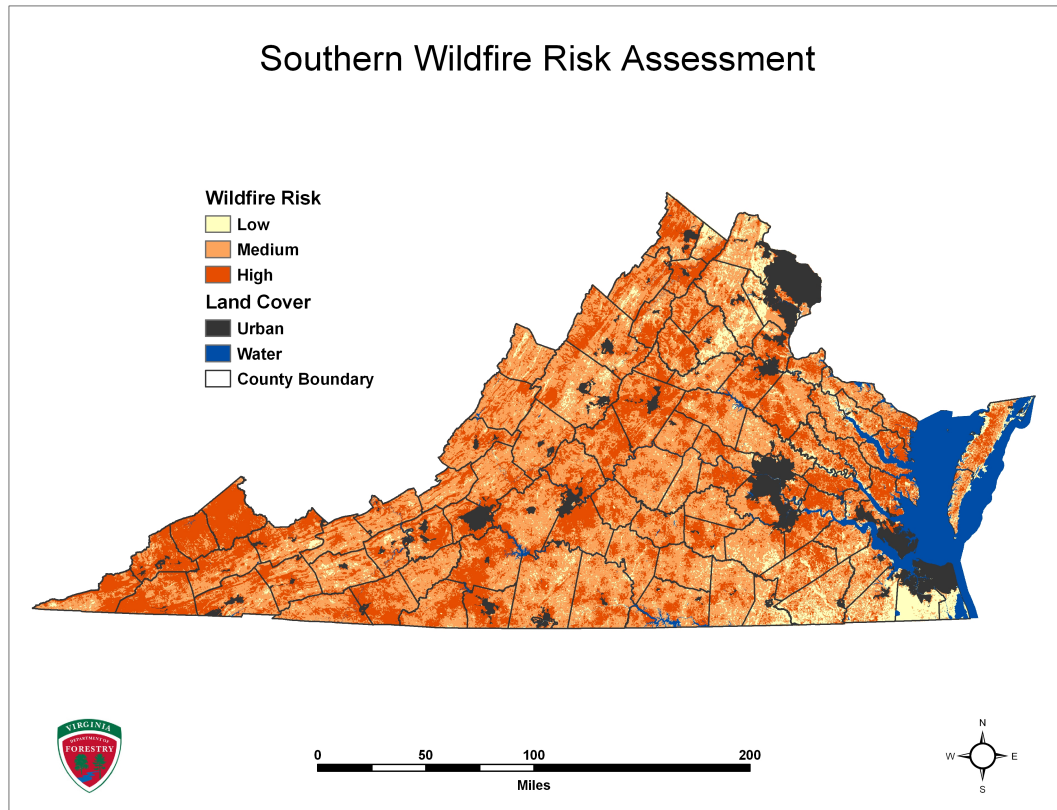 Southern Wildfire Risk Assessment
Wildfire Risk
Low
Medium
High
Land Cover
Urban
Water
County Boundary
VIRGINIA
DEPARTMENT OF
FORESTRY
0 50 100 200
Miles
N
W E
S